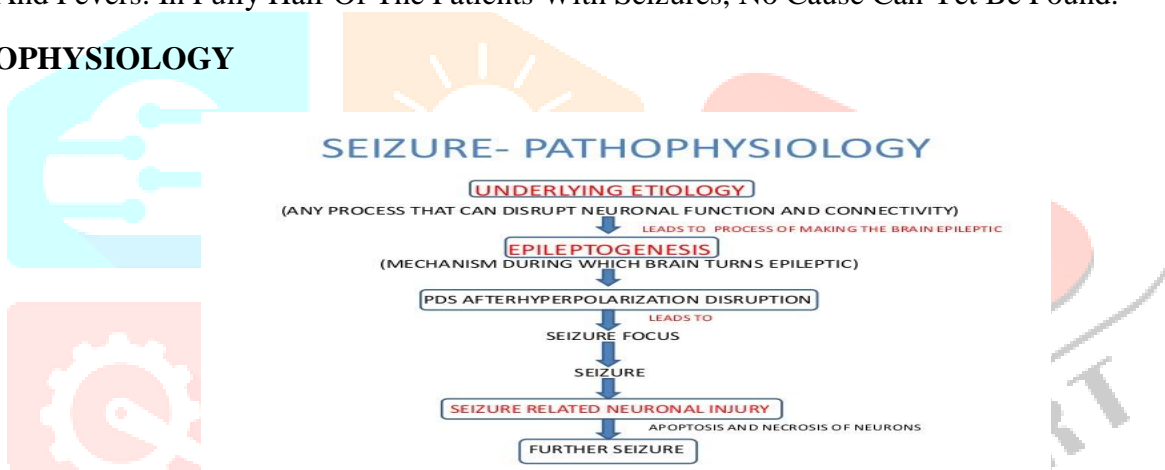 And Fevers. In Fully Half Of The Patients With Seizures, No Cause Can Yet Be Found.
OPHYSIOLOGY
SEIZURE- PATHOPHYSIOLOGY
UNDERLYING ETIOLOGY
(ANY PROCESS THAT CAN DISRUPT NEURONAL FUNCTION AND CONNECTIVITY)
LEADS TO PROCESS OF MAKING THE BRAIN EPILEPTIC
EPILEPTOGENESIS
(MECHANISM DURING WHICH BRAIN TURNS EPILEPTIC)
PDS AFTERHYPERPOLARIZATION DISRUPTION
LEADS TO
SEIZURE FOCUS
SEIZURE
SEIZURE RELATED NEURONAL INJURY
APOPTOSIS AND NECROSIS OF NEURONS
FURTHER SEIZURE
RT